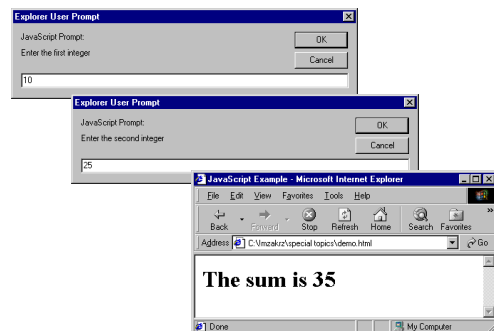 Explorer User Prompt
JavaScript Prompt:
Enter the first integer
OK
Cancel
10
Explorer User Prompt
JavaScript Prompt:
Enter the second integer
OK
Cancel
25
JavaScript Example - Microsoft Internet Explorer
File Edit View Favorites Tools Help
Back Forward Stop Refresh Home Search Favorites »
Address C:\mzakrz\special topics\demo.html Go
The sum is 35
Done My Computer